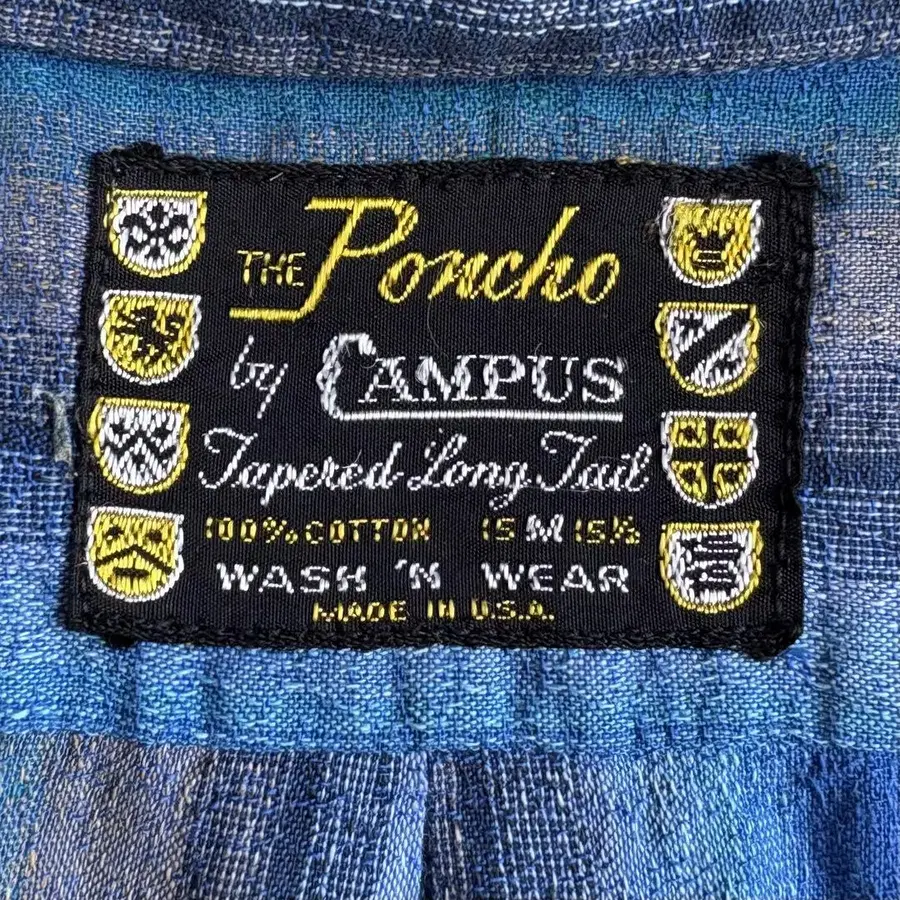 THE Poncho
by CAMPUS
Tapered Long Tail
100% COTTON 15 M 15½
WASH 'N WEAR
MADE IN U.S.A.